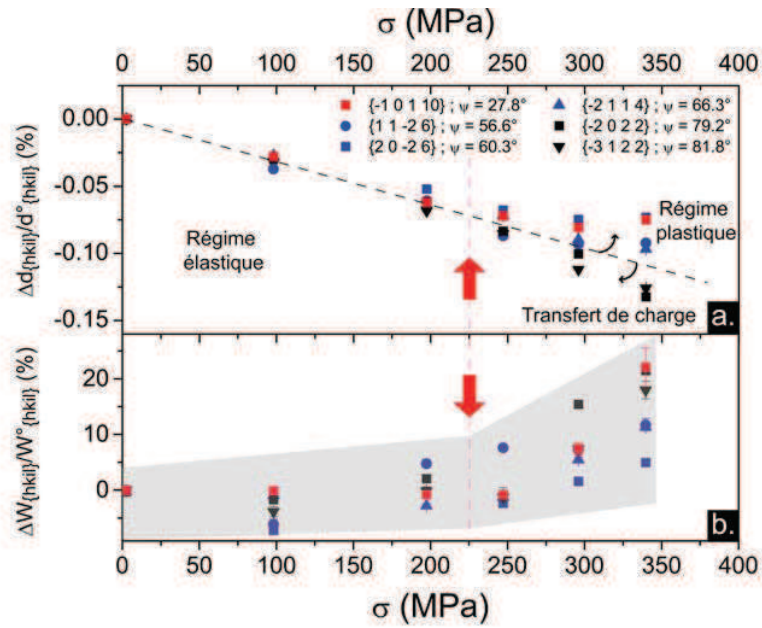 σ (MPa)
0 50 100 150 200 250 300 350 400
{-1 0 1 10} ; ψ = 27.8° {-2 1 1 4} ; ψ = 66.3°
{1 1 -2 6} ; ψ = 56.6° {-2 0 2 2} ; ψ = 79.2°
{2 0 -2 6} ; ψ = 60.3° {-3 1 2 2} ; ψ = 81.8°
Δd{hkil}/d°{hkil} (%)
0.00
-0.05
-0.10
-0.15
Régime
élastique
Régime
plastique
Transfert de charge
a.
ΔW{hkil}/W°{hkil} (%)
20
10
0
b.
0 50 100 150 200 250 300 350 400
σ (MPa)